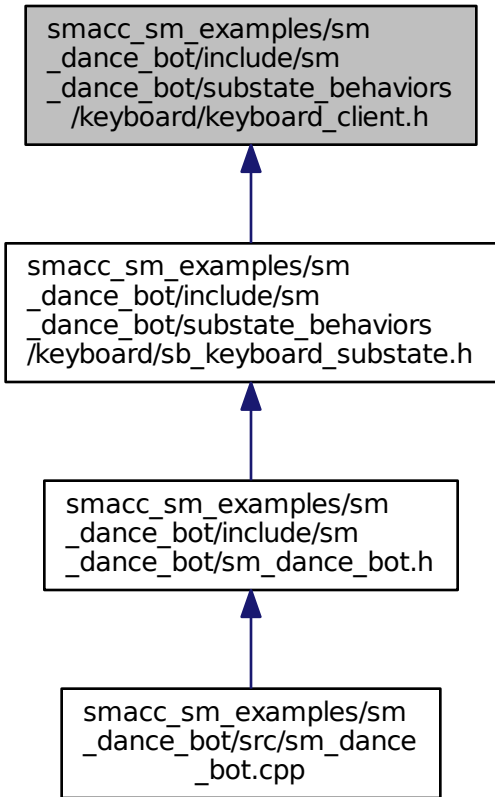 smacc_sm_examples/sm
_dance_bot/include/sm
_dance_bot/substate_behaviors
/keyboard/keyboard_client.h
smacc_sm_examples/sm
_dance_bot/include/sm
_dance_bot/substate_behaviors
/keyboard/sb_keyboard_substate.h
smacc_sm_examples/sm
_dance_bot/include/sm
_dance_bot/sm_dance_bot.h
smacc_sm_examples/sm
_dance_bot/src/sm_dance
_bot.cpp